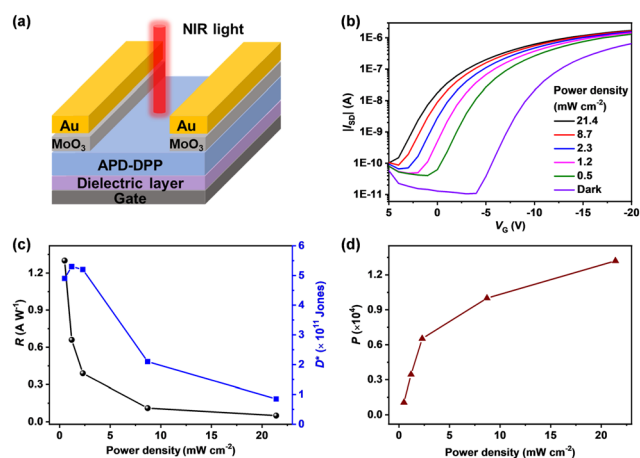 (a)
NIR light
Au
Au
MoO3
MoO3
APD-DPP
Dielectric layer
Gate
(b)
1E-6
1E-7
1E-8
1E-9
1E-10
1E-11
|ISD| (A)
Power density
(mW cm-2)
21.4
8.7
2.3
1.2
0.5
Dark
5 0 -5 -10 -15 -20
VG (V)
(c)
1.2
0.9
0.6
0.3
0.0
R (A W-1)
6
5
4
3
2
1
0
D* (× 10^11 Jones)
0 5 10 15 20
Power density (mW cm-2)
(d)
1.2
0.8
0.4
0.0
P (×10^4)
0 5 10 15 20
Power density (mW cm-2)